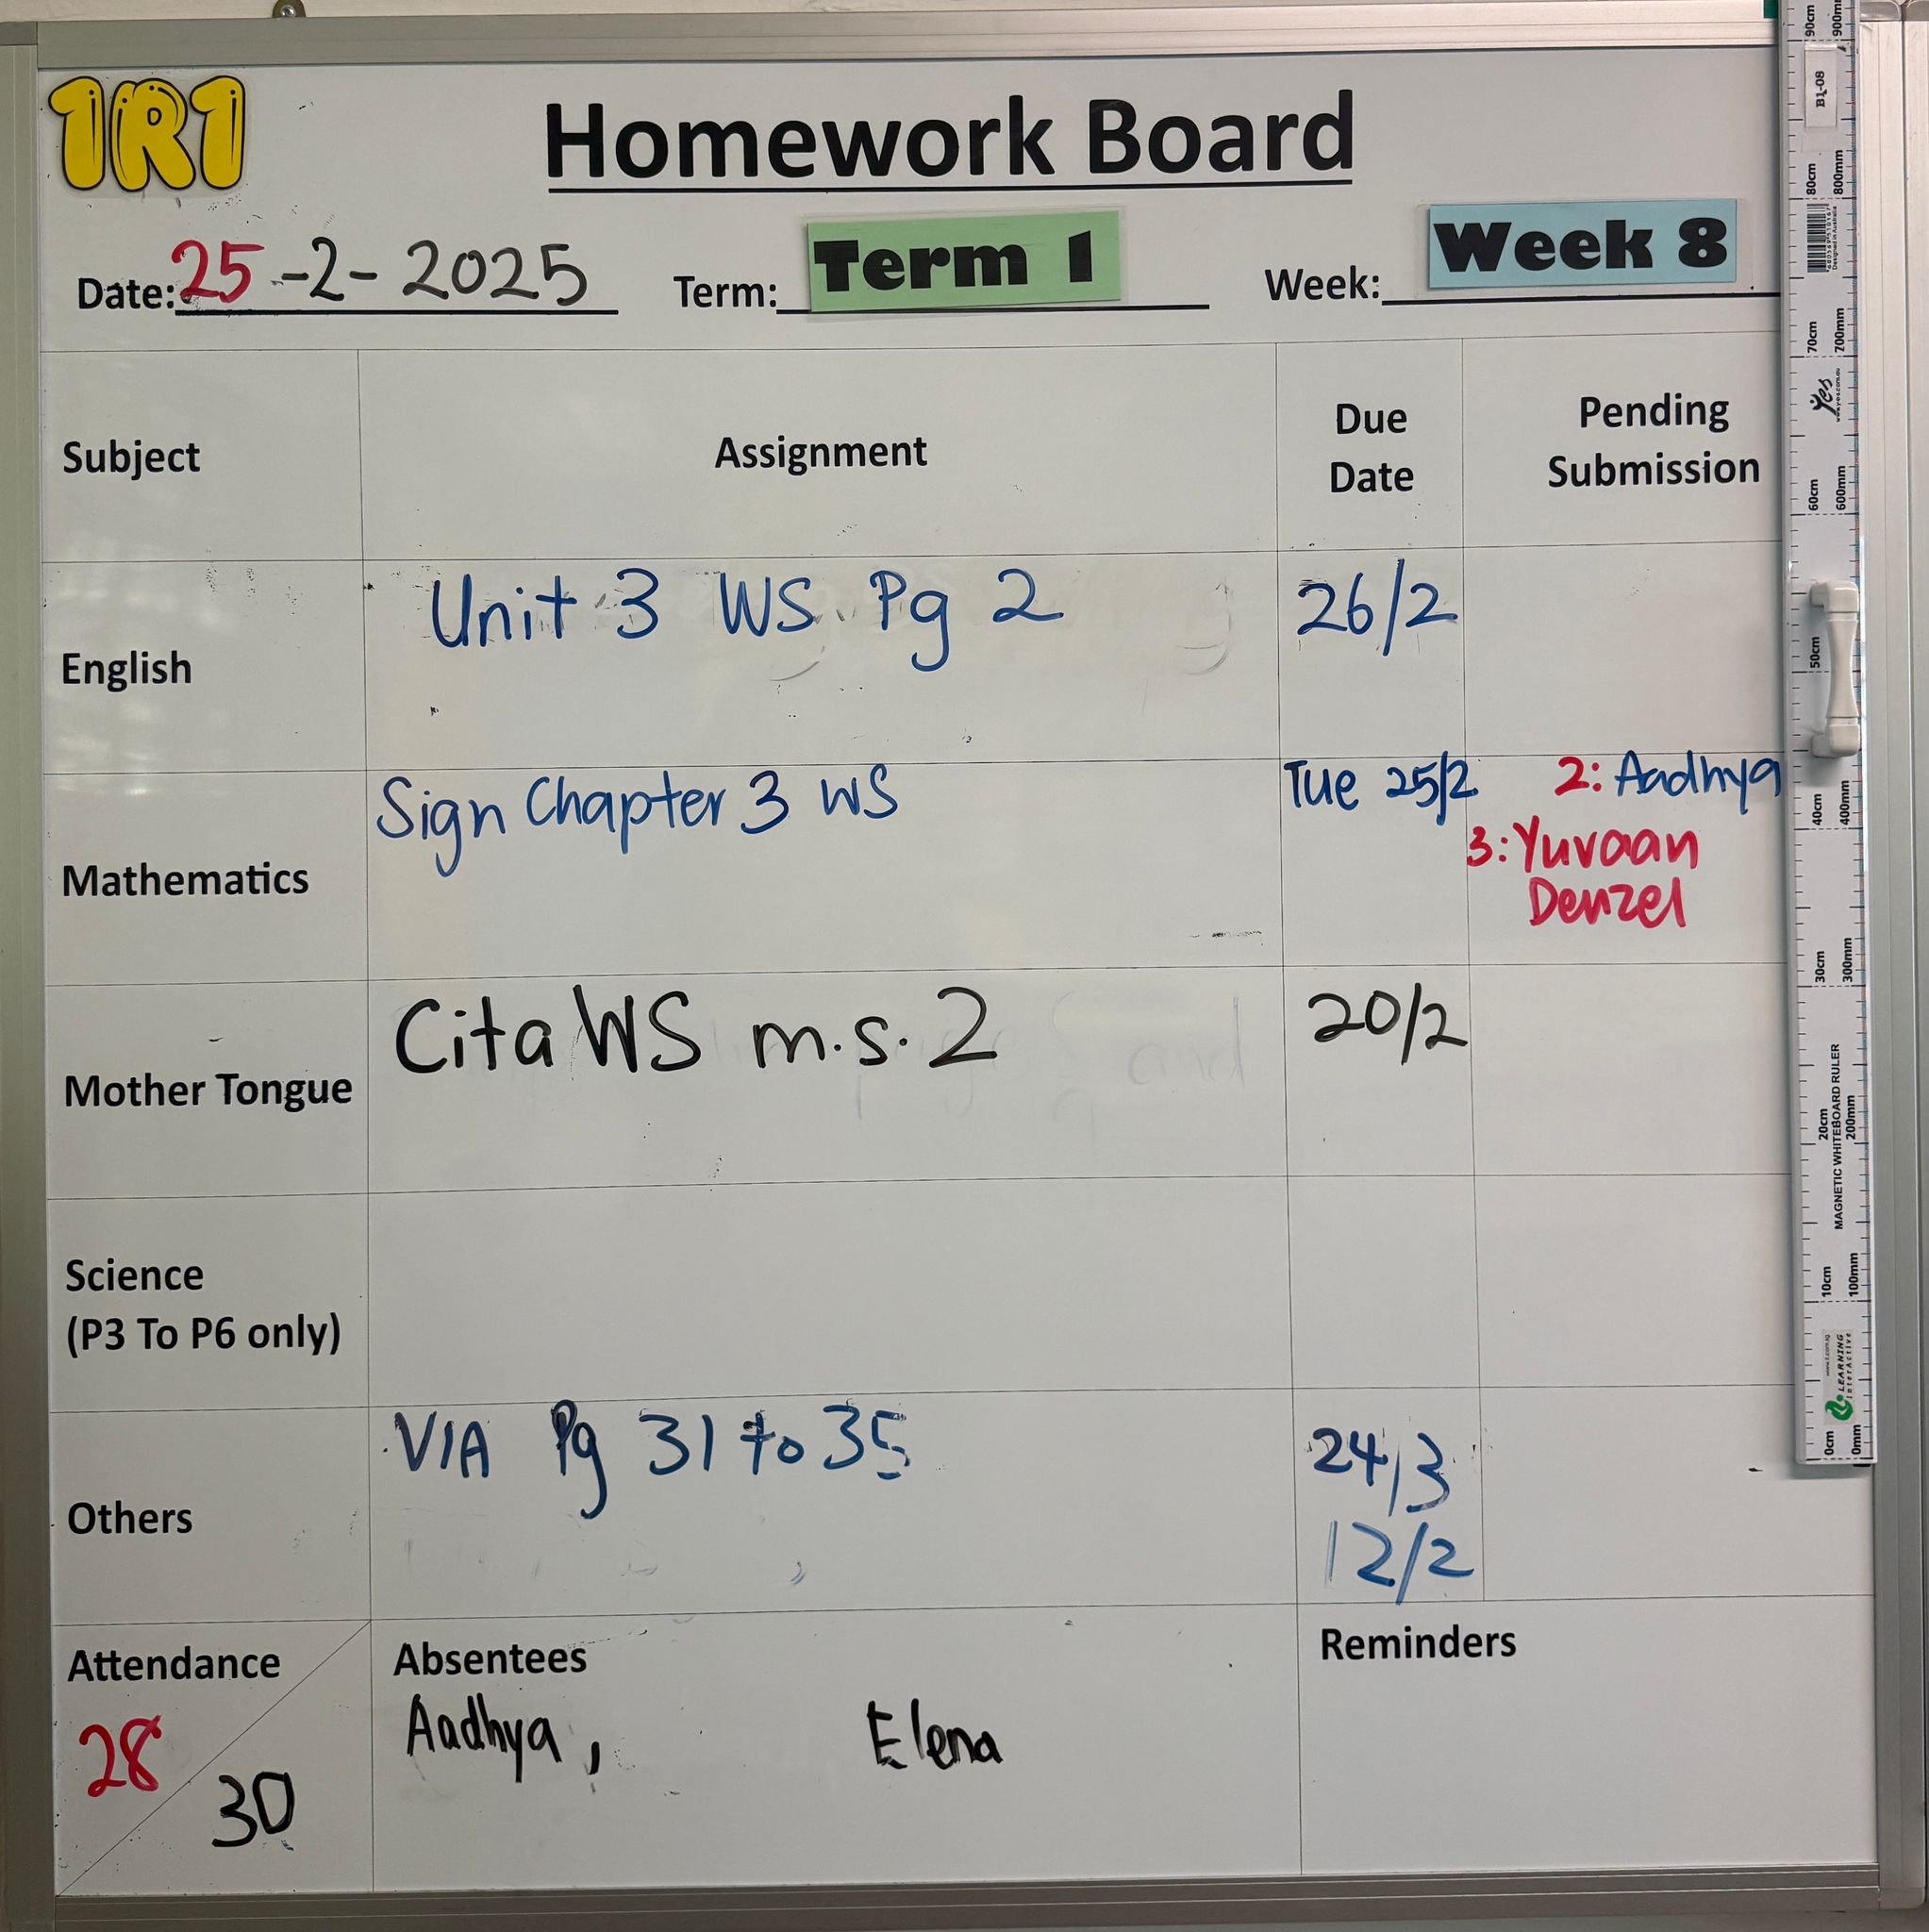 1R1
Homework Board
Date: 25-2-2025 Term: Term 1 Week: Week 8
Subject Assignment Due Date Pending Submission
English Unit 3 WS Pg 2 26/2
Mathematics Sign Chapter 3 WS Tue 25/2 2: Aadhya
3: Yuvaan
Denzel
Mother Tongue Cita WS m.s. 2 20/2
Science
(P3 To P6 only)
Others VIA Pg 31 to 35 24/3
12/2
Attendance Absentees Reminders
28 Aadhya, Elena
30
90cm 900mm
B1-08
80cm 800mm
70cm 700mm
Yes
60cm 600mm
50cm
40cm 400mm
30cm 300mm
MAGNETIC WHITEBOARD RULER
20cm 200mm
10cm 100mm
LEARNING
interactive
0cm 0mm